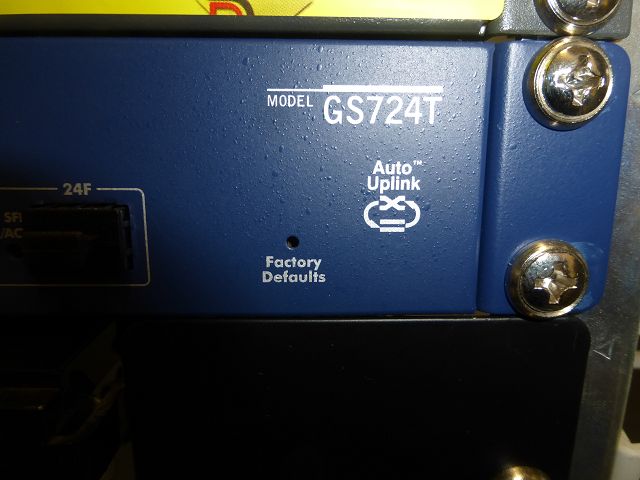 MODEL GS724T
Auto™
Uplink
24F
Factory
Defaults